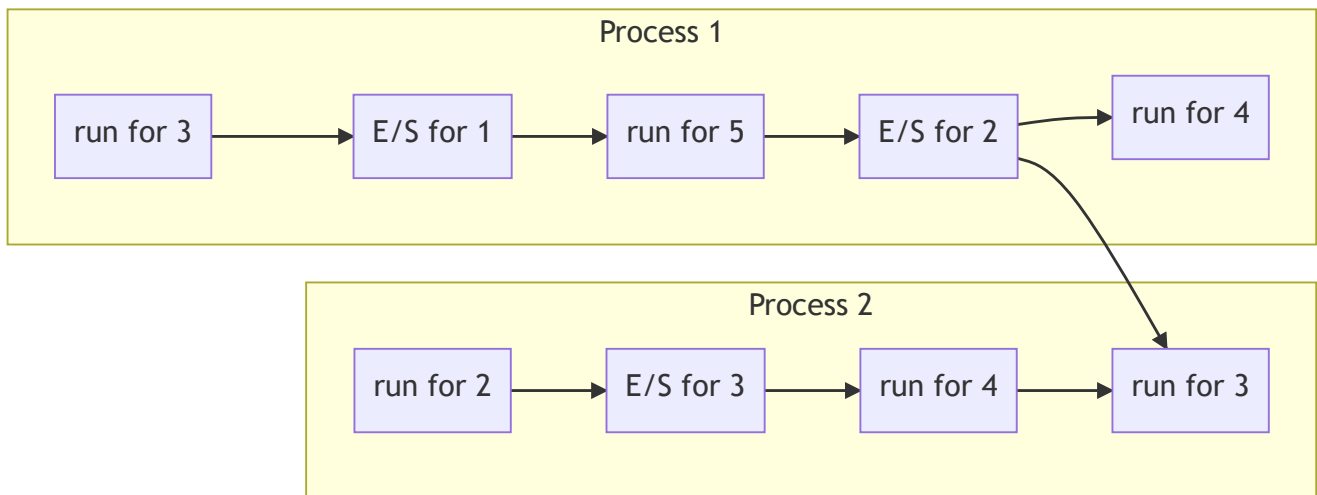 Process 1
run for 3
E/S for 1
run for 5
E/S for 2
run for 4
Process 2
run for 2
E/S for 3
run for 4
run for 3